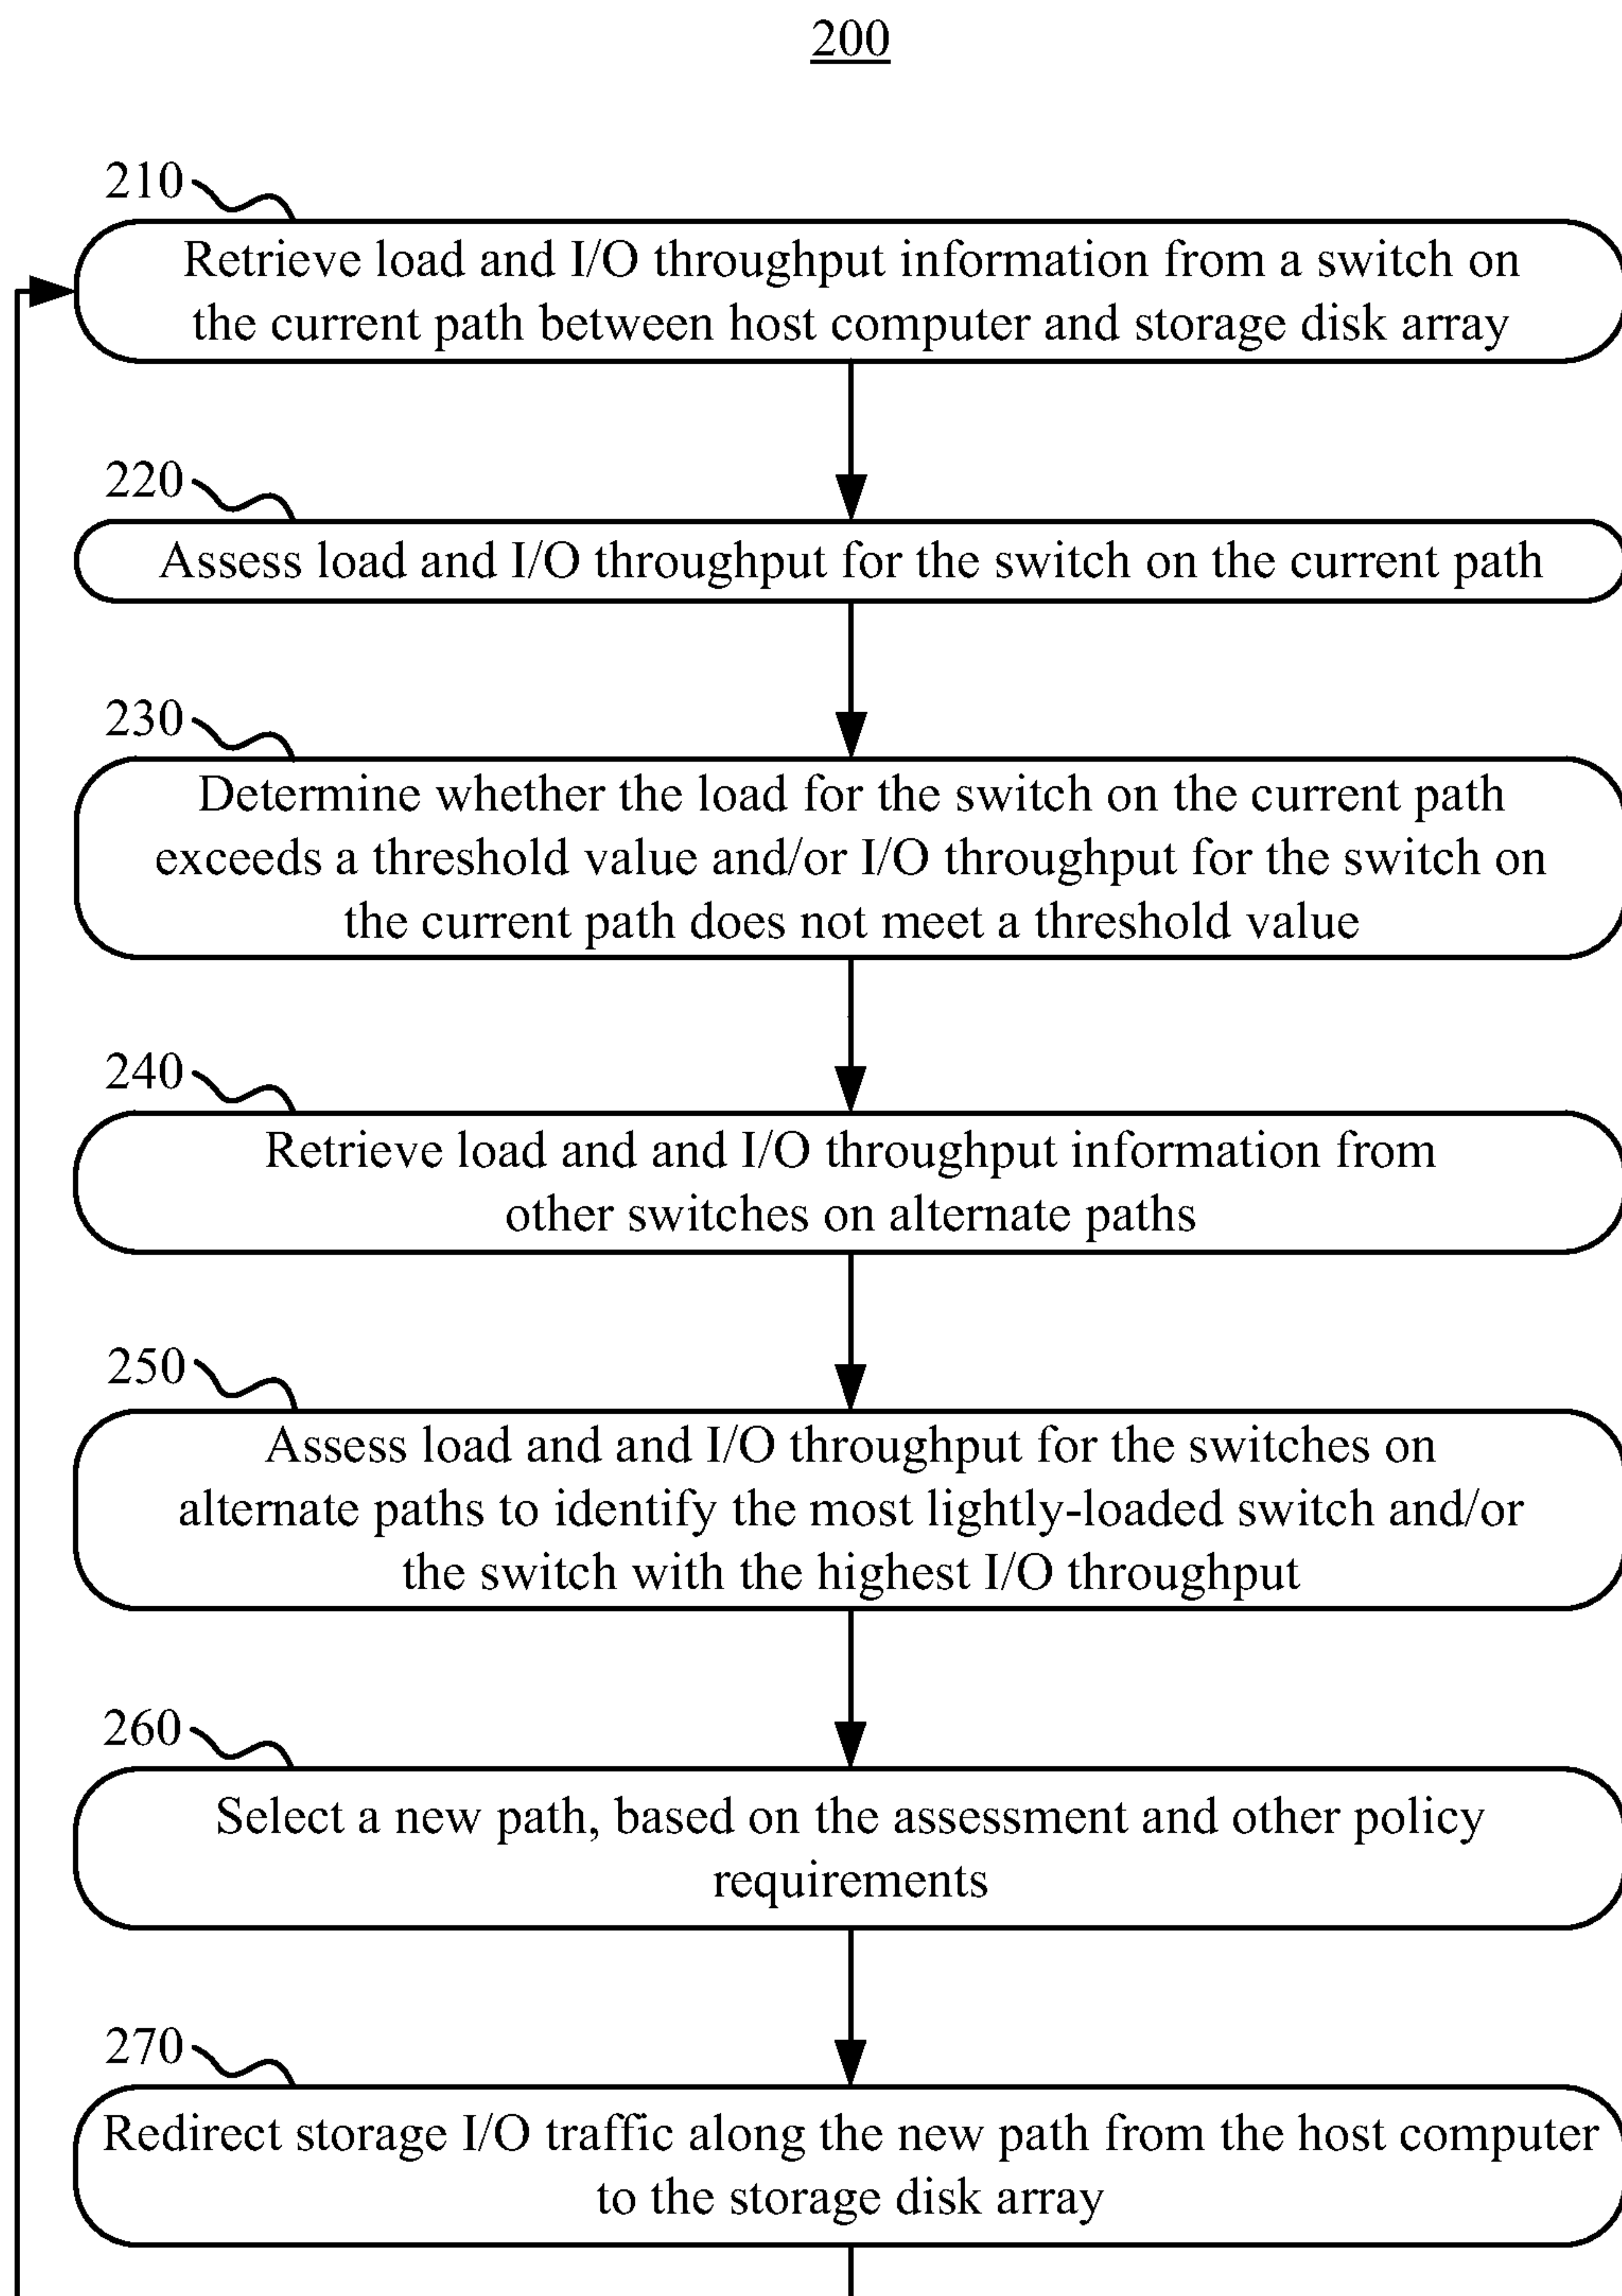 200
210
Retrieve load and I/O throughput information from a switch on
the current path between host computer and storage disk array
220
Assess load and I/O throughput for the switch on the current path
230
Determine whether the load for the switch on the current path
exceeds a threshold value and/or I/O throughput for the switch on
the current path does not meet a threshold value
240
Retrieve load and and I/O throughput information from
other switches on alternate paths
250
Assess load and and I/O throughput for the switches on
alternate paths to identify the most lightly-loaded switch and/or
the switch with the highest I/O throughput
260
Select a new path, based on the assessment and other policy
requirements
270
Redirect storage I/O traffic along the new path from the host computer
to the storage disk array